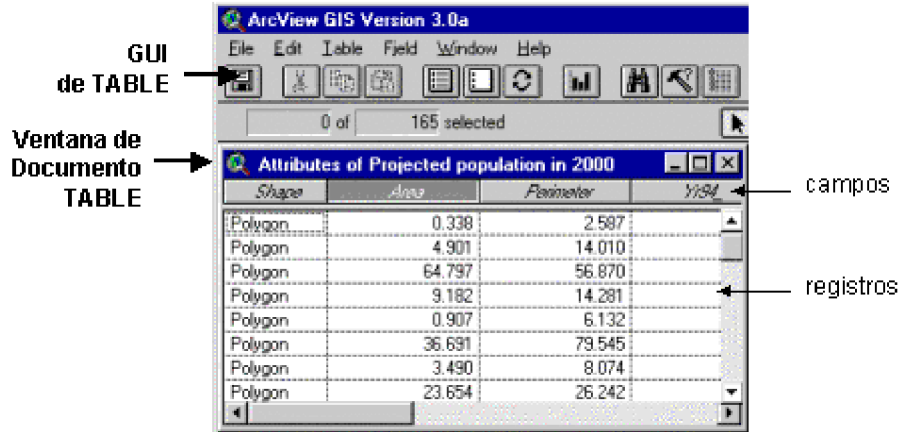 ArcView GIS Version 3.0a
File Edit Table Field Window Help
GUI
de TABLE
0 of 165 selected
Ventana de
Documento
TABLE
Attributes of Projected population in 2000
Shape Area Perimeter Yr94_
campos
Polygon 0.338 2.587
Polygon 4.901 14.010
Polygon 64.797 56.870
Polygon 9.182 14.281
registros
Polygon 0.907 6.132
Polygon 36.691 79.545
Polygon 3.490 8.074
Polygon 23.654 26.242